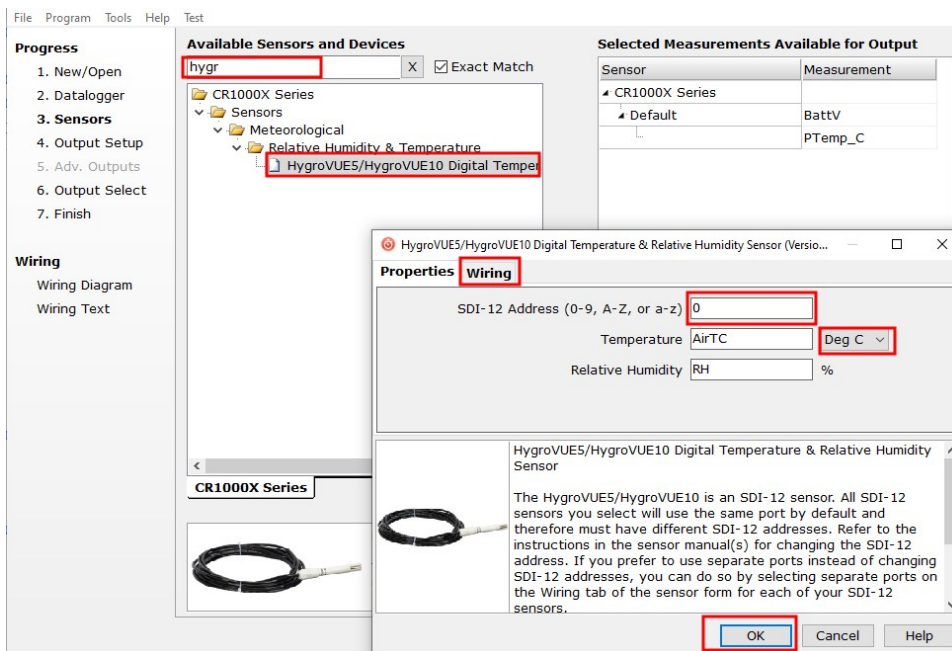 File Program Tools Help Test
Progress
1. New/Open
2. Datalogger
3. Sensors
4. Output Setup
5. Adv. Outputs
6. Output Select
7. Finish
Wiring
Wiring Diagram
Wiring Text
Available Sensors and Devices
hygr X Exact Match
CR1000X Series
Sensors
Meteorological
Relative Humidity & Temperature
HygroVUE5/HygroVUE10 Digital Temper
CR1000X Series
Selected Measurements Available for Output
Sensor Measurement
CR1000X Series
Default BattV
PTemp_C
HygroVUE5/HygroVUE10 Digital Temperature & Relative Humidity Sensor (Versio...
Properties Wiring
SDI-12 Address (0-9, A-Z, or a-z) 0
Temperature AirTC Deg C
Relative Humidity RH %
HygroVUE5/HygroVUE10 Digital Temperature & Relative Humidity
Sensor
The HygroVUE5/HygroVUE10 is an SDI-12 sensor. All SDI-12
sensors you select will use the same port by default and
therefore must have different SDI-12 addresses. Refer to the
instructions in the sensor manual(s) for changing the SDI-12
address. If you prefer to use separate ports instead of changing
SDI-12 addresses, you can do so by selecting separate ports on
the Wiring tab of the sensor form for each of your SDI-12
sensors.
OK Cancel Help